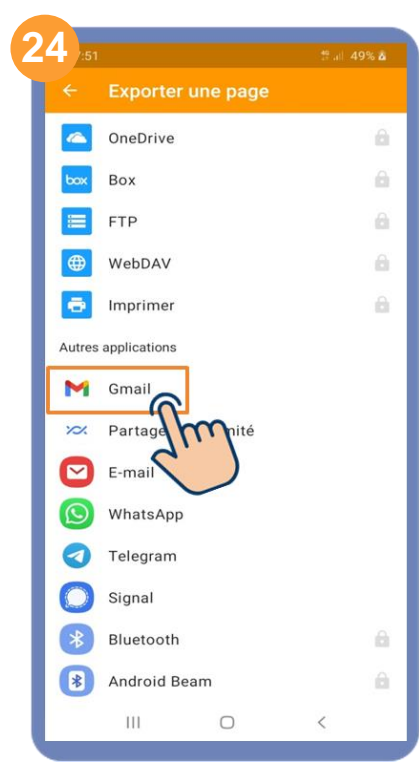 24
:51
49%
Exporter une page
OneDrive
box
Box
FTP
WebDAV
Imprimer
Autres applications
Gmail
Partage mité
E-mail
WhatsApp
Telegram
Signal
Bluetooth
Android Beam